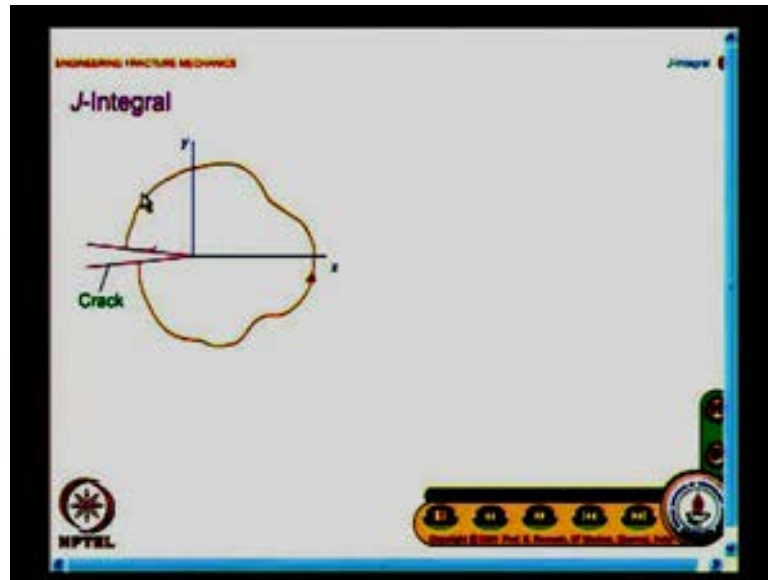 ENGINEERING FRACTURE MECHANICS
J-Integral
J-Integral
y
x
Crack
NPTEL